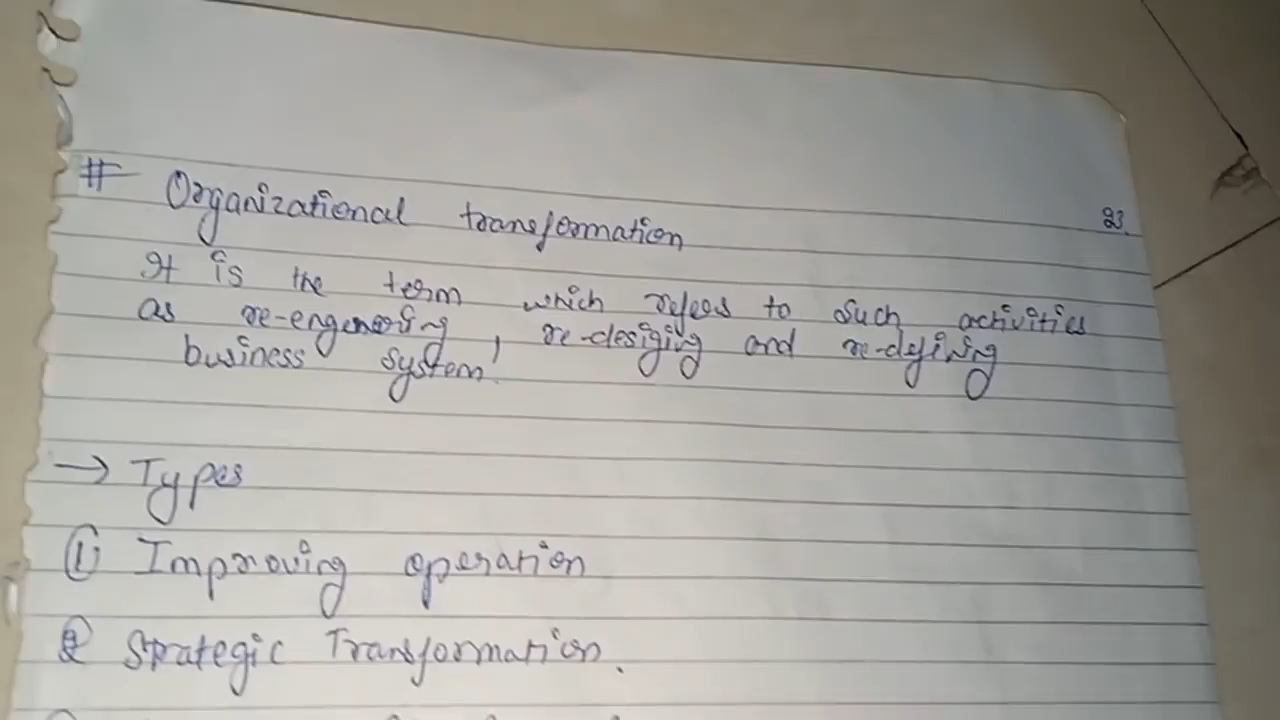 # Organizational transformation
23.
It is the term which refers to such activities
as re-engeneering, re-desiging and re-defining
business system.
→ Types
① Improving operation
② Strategic Transformation.